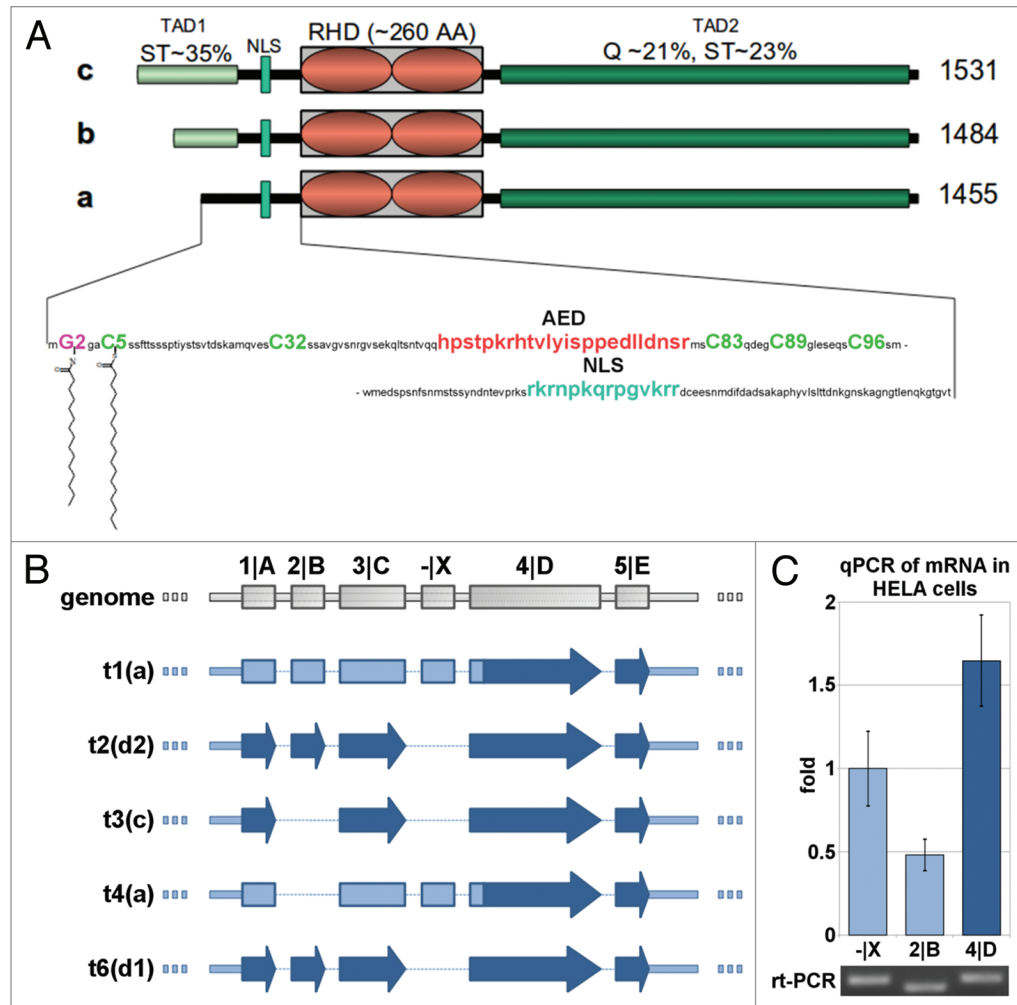 A
TAD1
ST~35%
NLS
RHD (~260 AA)
TAD2
Q ~21%, ST~23%
c
1531
b
1484
a
1455
AED
mG2gaC5ssfttsssptiystsvtdskamqvesC32ssavgvsnrgvsekqltsntvqqhpstpkrhtvlyisppedlldnsrmsC83qdegC89gleseqsC96sm -
N
S
O
O
NLS
- wmedspsnfsnmstssyndntevprksrkrnpkqrpgvkrrdceesnmdifdadsakaphyvlslttdnkgnskagngtlenqkgtgvt
B
1|A 2|B 3|C -|X 4|D 5|E
genome
t1(a)
t2(d2)
t3(c)
t4(a)
t6(d1)
C
qPCR of mRNA in
HELA cells
2
1.5
1
0.5
0
fold
-|X 2|B 4|D
rt-PCR